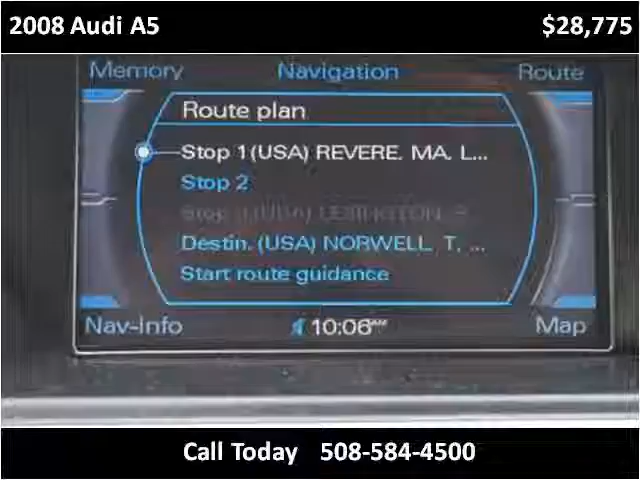 2008 Audi A5 $28,775
Memory Navigation Route
Route plan
Stop 1 (USA) REVERE. MA. L...
Stop 2
Destin. (USA) NORWELL. T. ...
Start route guidance
Nav-Info 10:06AM Map
Call Today 508-584-4500